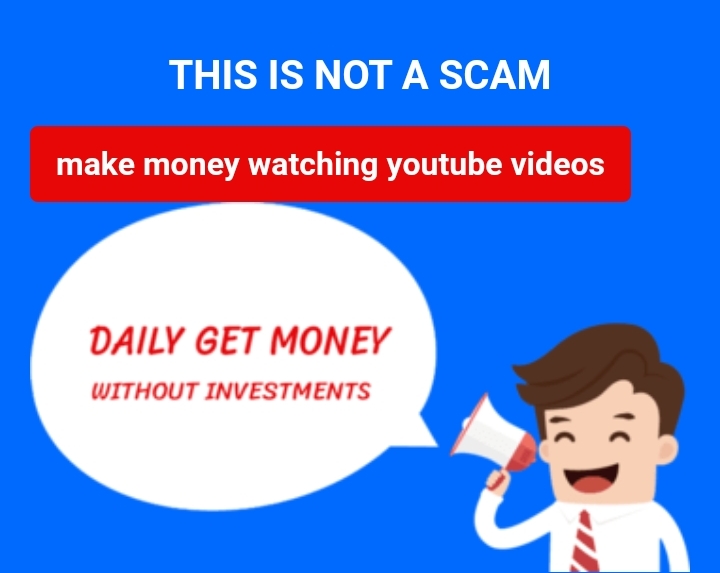 THIS IS NOT A SCAM
make money watching youtube videos
DAILY GET MONEY
WITHOUT INVESTMENTS